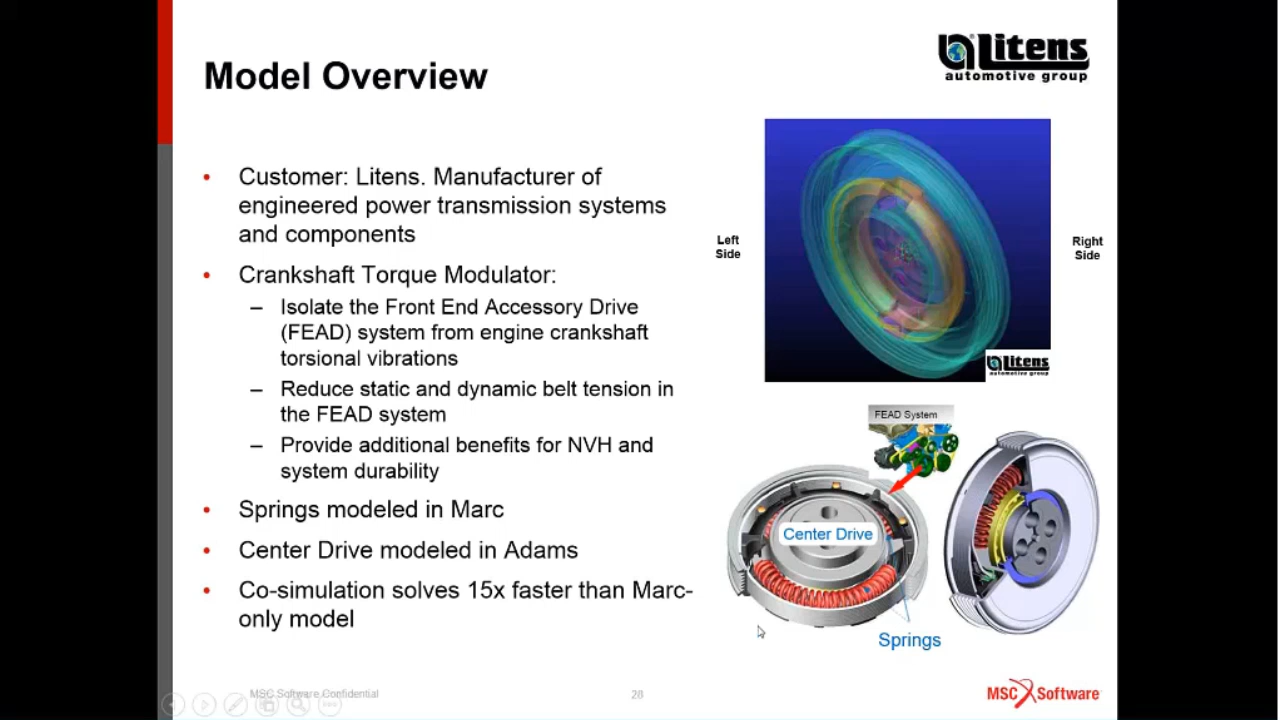 Litens
automotive group
Model Overview
• Customer: Litens. Manufacturer of
engineered power transmission systems
and components
• Crankshaft Torque Modulator:
– Isolate the Front End Accessory Drive
(FEAD) system from engine crankshaft
torsional vibrations
– Reduce static and dynamic belt tension in
the FEAD system
– Provide additional benefits for NVH and
system durability
• Springs modeled in Marc
• Center Drive modeled in Adams
• Co-simulation solves 15x faster than Marc-
only model
Left
Side
Right
Side
Litens
automotive group
FEAD System
Center Drive
Springs
MSC Software Confidential
28
MSC Software